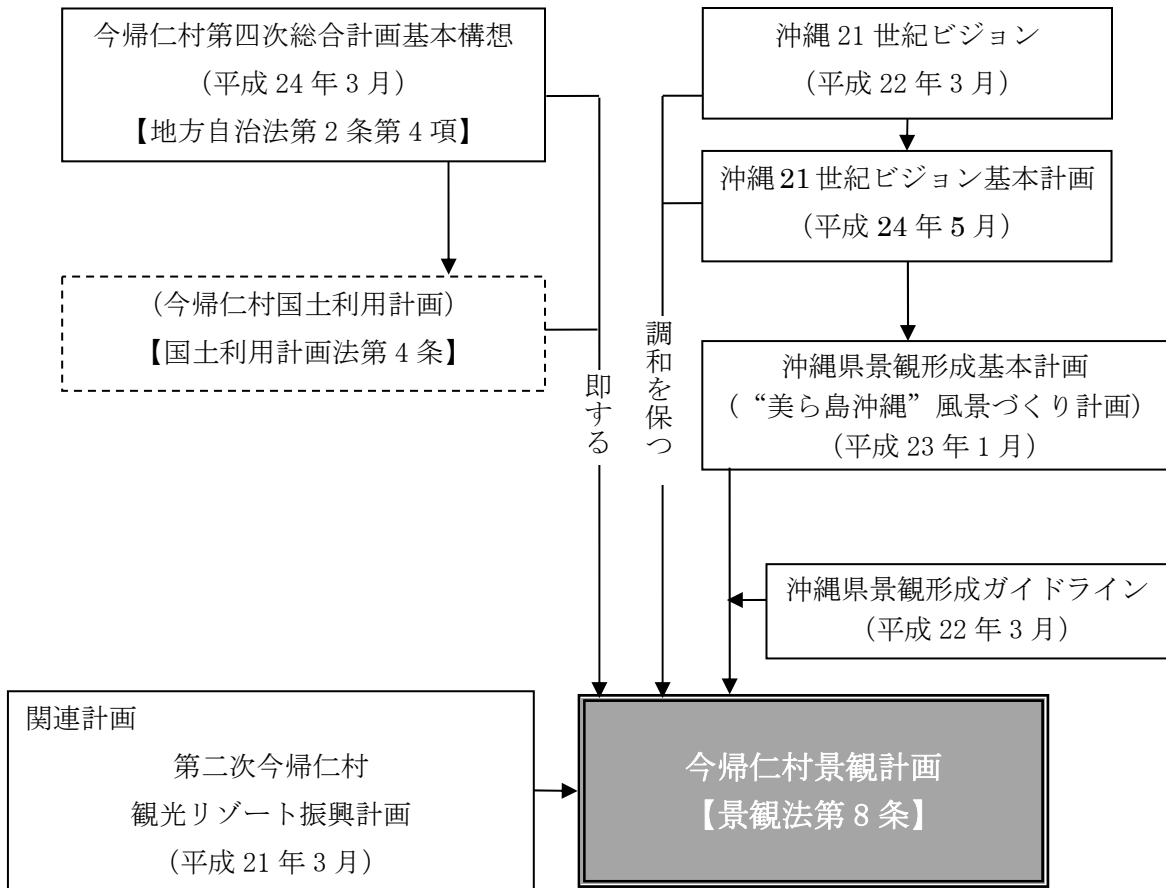 今帰仁村第四次総合計画基本構想
（平成 24 年 3 月）
【地方自治法第 2 条第 4 項】
（今帰仁村国土利用計画）
【国土利用計画法第 4 条】
即する
調和を保つ
沖縄 21 世紀ビジョン
（平成 22 年 3 月）
沖縄 21 世紀ビジョン基本計画
（平成 24 年 5 月）
沖縄県景観形成基本計画
（“美ら島沖縄”風景づくり計画）
（平成 23 年 1 月）
沖縄県景観形成ガイドライン
（平成 22 年 3 月）
関連計画
第二次今帰仁村
観光リゾート振興計画
（平成 21 年 3 月）
今帰仁村景観計画
【景観法第 8 条】